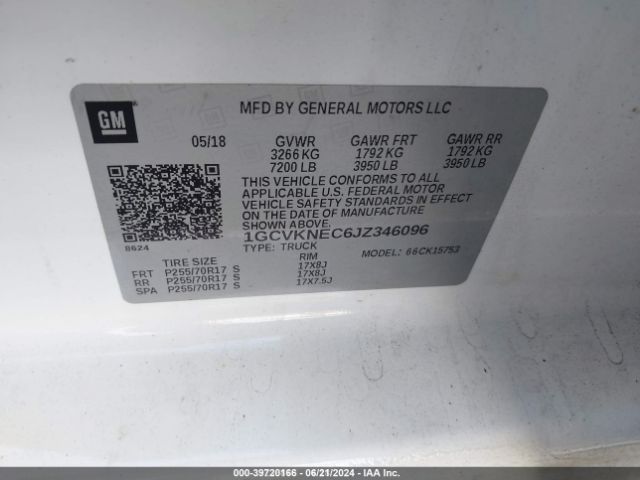 GM
MFD BY GENERAL MOTORS LLC
05/18 GVWR GAWR FRT GAWR RR
3266 KG 1792 KG 1792 KG
7200 LB 3950 LB 3950 LB
THIS VEHICLE CONFORMS TO ALL
APPLICABLE U.S. FEDERAL MOTOR
VEHICLE SAFETY STANDARDS IN EFFECT
ON THE DATE OF MANUFACTURE
SHOWN ABOVE.
1GCVKNEC6JZ346096
8624 TYPE: TRUCK MODEL: 66CK15753
TIRE SIZE RIM
FRT P255/70R17 S 17X8J
RR P255/70R17 S 17X8J
SPA P255/70R17 S 17X7.5J
000-39720166 - 06/21/2024 - IAA Inc.